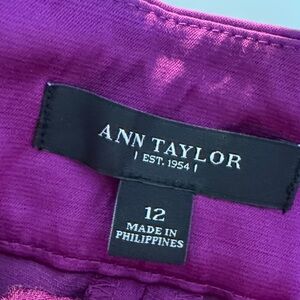 ANN TAYLOR
| EST. 1954 |
12
MADE IN
PHILIPPINES